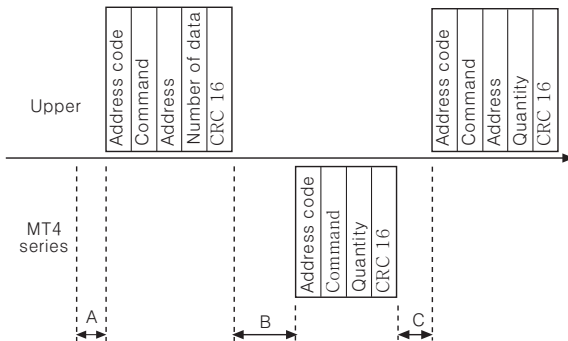 Upper
Address code
Command
Address
Number of data
CRC 16
Address code
Command
Address
Quantity
CRC 16
MT4
series
Address code
Command
Quantity
CRC 16
A
B
C